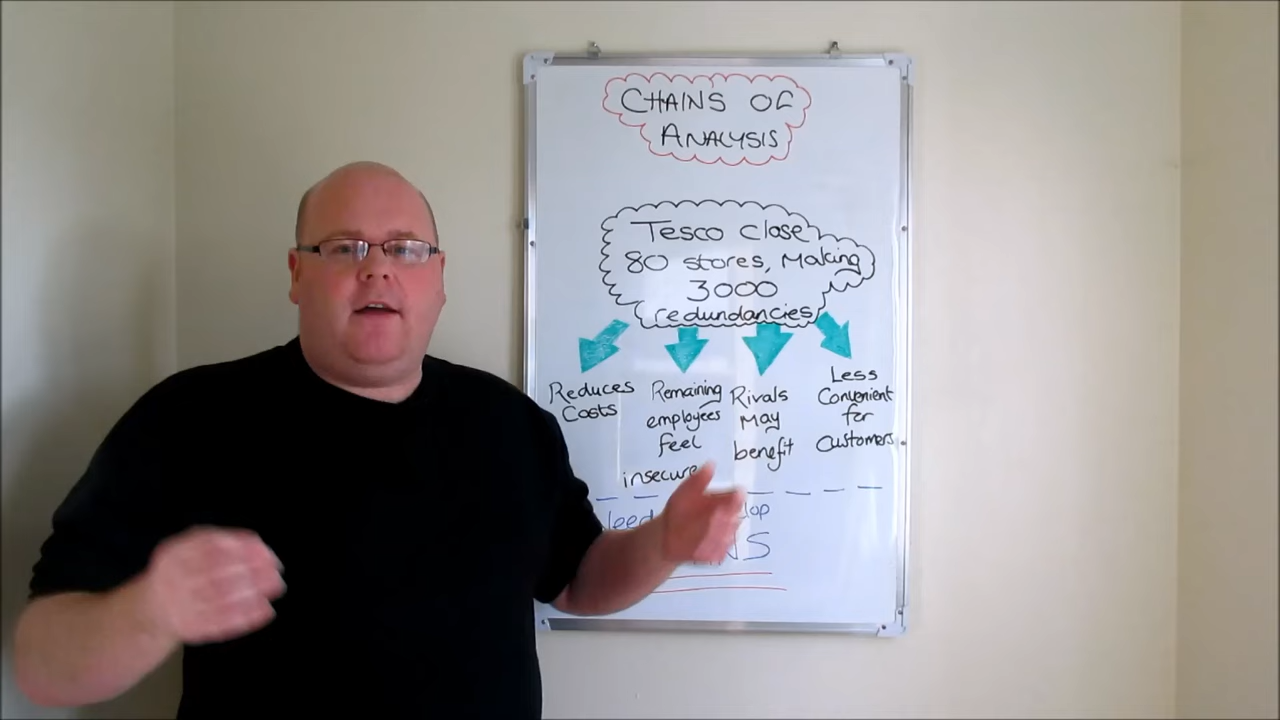 CHAINS OF
ANALYSIS
Tesco close
80 stores, Making
3000
redundancies
Reduces
Costs
Remaining
employees
feel
insecure
Rivals
May
benefit
Less
Convenient
for
Customers
Need